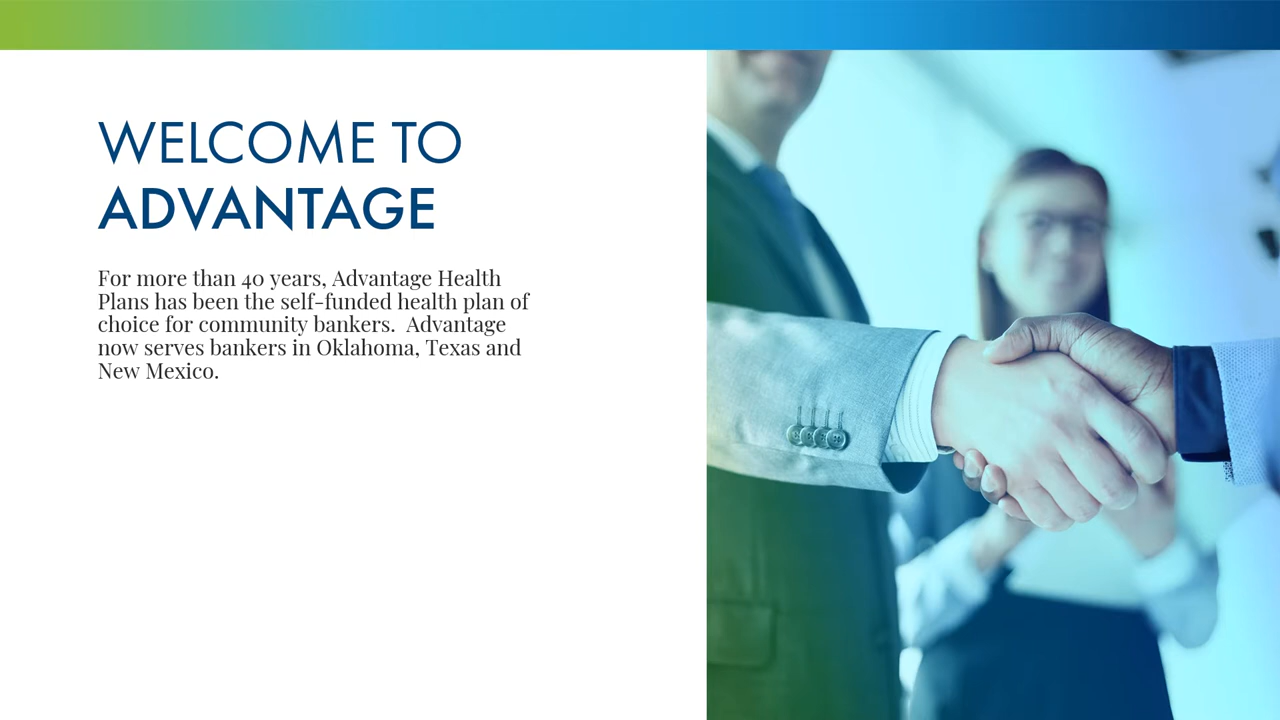 WELCOME TO
ADVANTAGE
For more than 40 years, Advantage Health
Plans has been the self-funded health plan of
choice for community bankers.  Advantage
now serves bankers in Oklahoma, Texas and
New Mexico.